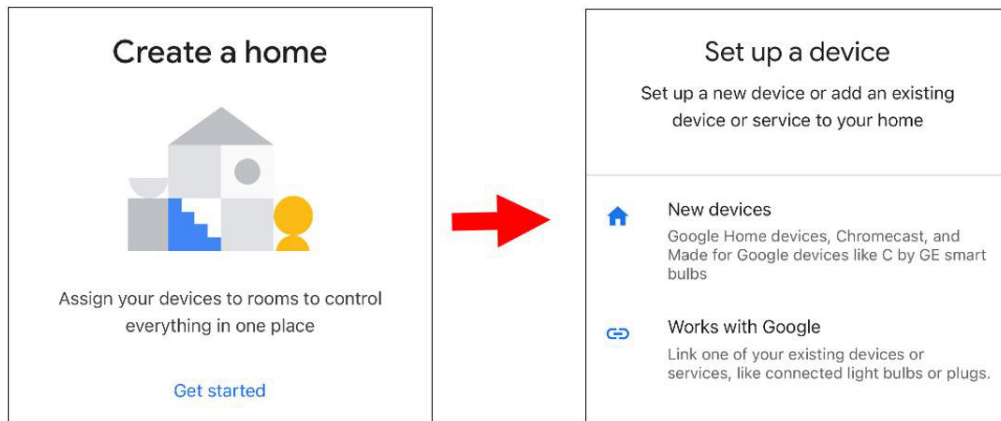 Create a home
Assign your devices to rooms to control
everything in one place
Get started
Set up a device
Set up a new device or add an existing
device or service to your home
New devices
Google Home devices, Chromecast, and
Made for Google devices like C by GE smart
bulbs
Works with Google
Link one of your existing devices or
services, like connected light bulbs or plugs.